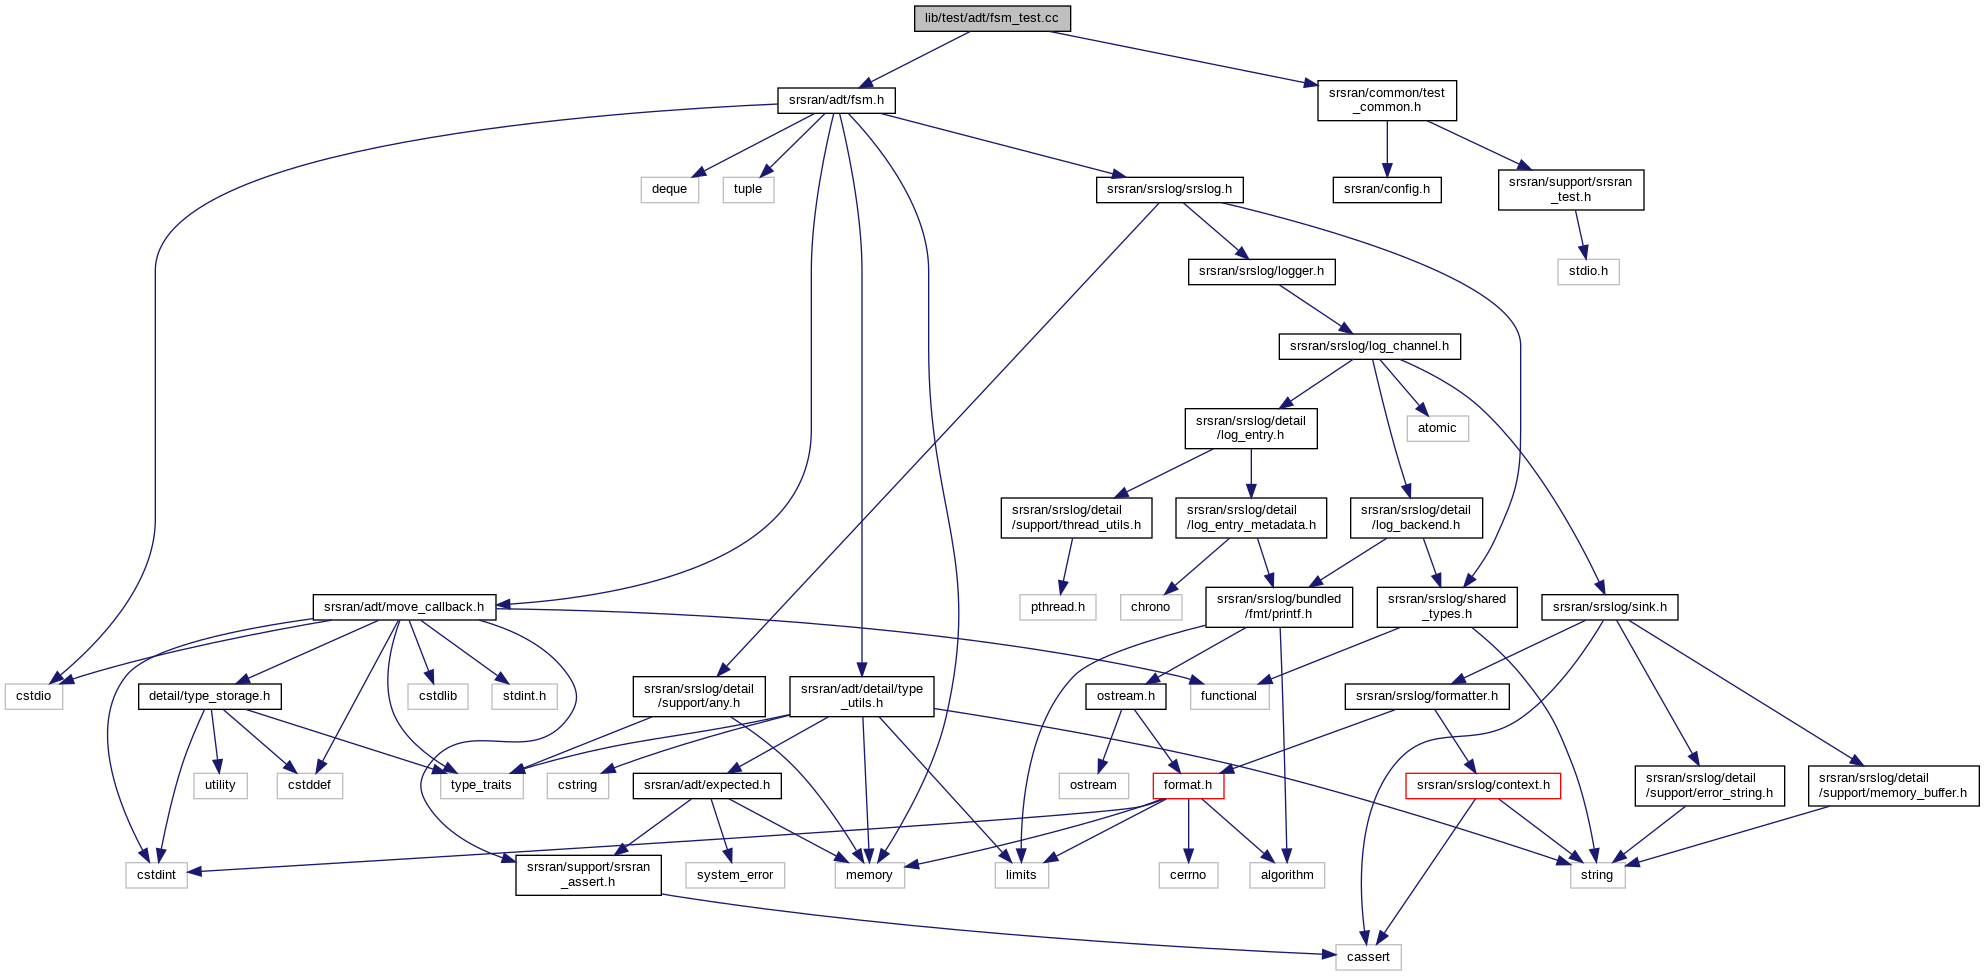 lib/test/adt/fsm_test.cc
srsran/adt/fsm.h
srsran/common/test
_common.h
deque
tuple
srsran/srslog/srslog.h
srsran/config.h
srsran/support/srsran
_test.h
srsran/srslog/logger.h
stdio.h
srsran/srslog/log_channel.h
srsran/srslog/detail
/log_entry.h
atomic
srsran/srslog/detail
/support/thread_utils.h
srsran/srslog/detail
/log_entry_metadata.h
srsran/srslog/detail
/log_backend.h
srsran/adt/move_callback.h
pthread.h
chrono
srsran/srslog/bundled
/fmt/printf.h
srsran/srslog/shared
_types.h
srsran/srslog/sink.h
cstdio
detail/type_storage.h
cstdlib
stdint.h
srsran/srslog/detail
/support/any.h
srsran/adt/detail/type
_utils.h
ostream.h
functional
srsran/srslog/formatter.h
utility
cstddef
type_traits
cstring
srsran/adt/expected.h
ostream
format.h
srsran/srslog/context.h
srsran/srslog/detail
/support/error_string.h
srsran/srslog/detail
/support/memory_buffer.h
cstdint
srsran/support/srsran
_assert.h
system_error
memory
limits
cerrno
algorithm
string
cassert